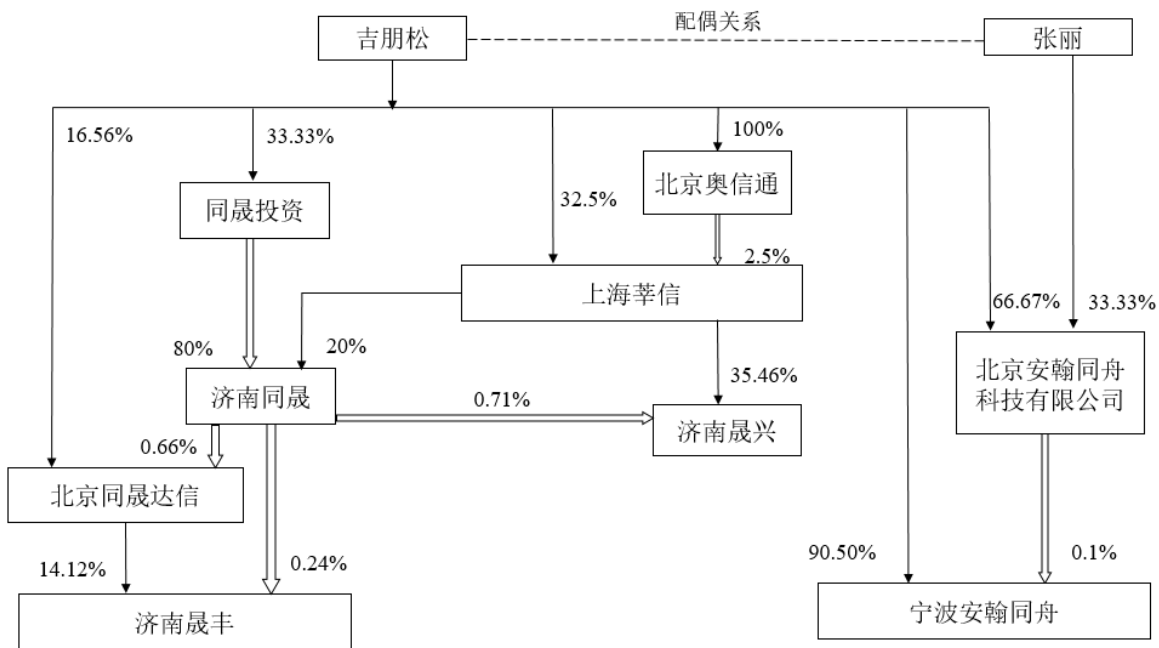 配偶关系
吉朋松
张丽
16.56%
33.33%
100%
北京奥信通
同晟投资
32.5%
2.5%
上海莘信
66.67%
33.33%
80%
20%
北京安翰同舟
科技有限公司
35.46%
济南同晟
0.71%
济南晟兴
0.66%
北京同晟达信
14.12%
0.24%
90.50%
0.1%
济南晟丰
宁波安翰同舟